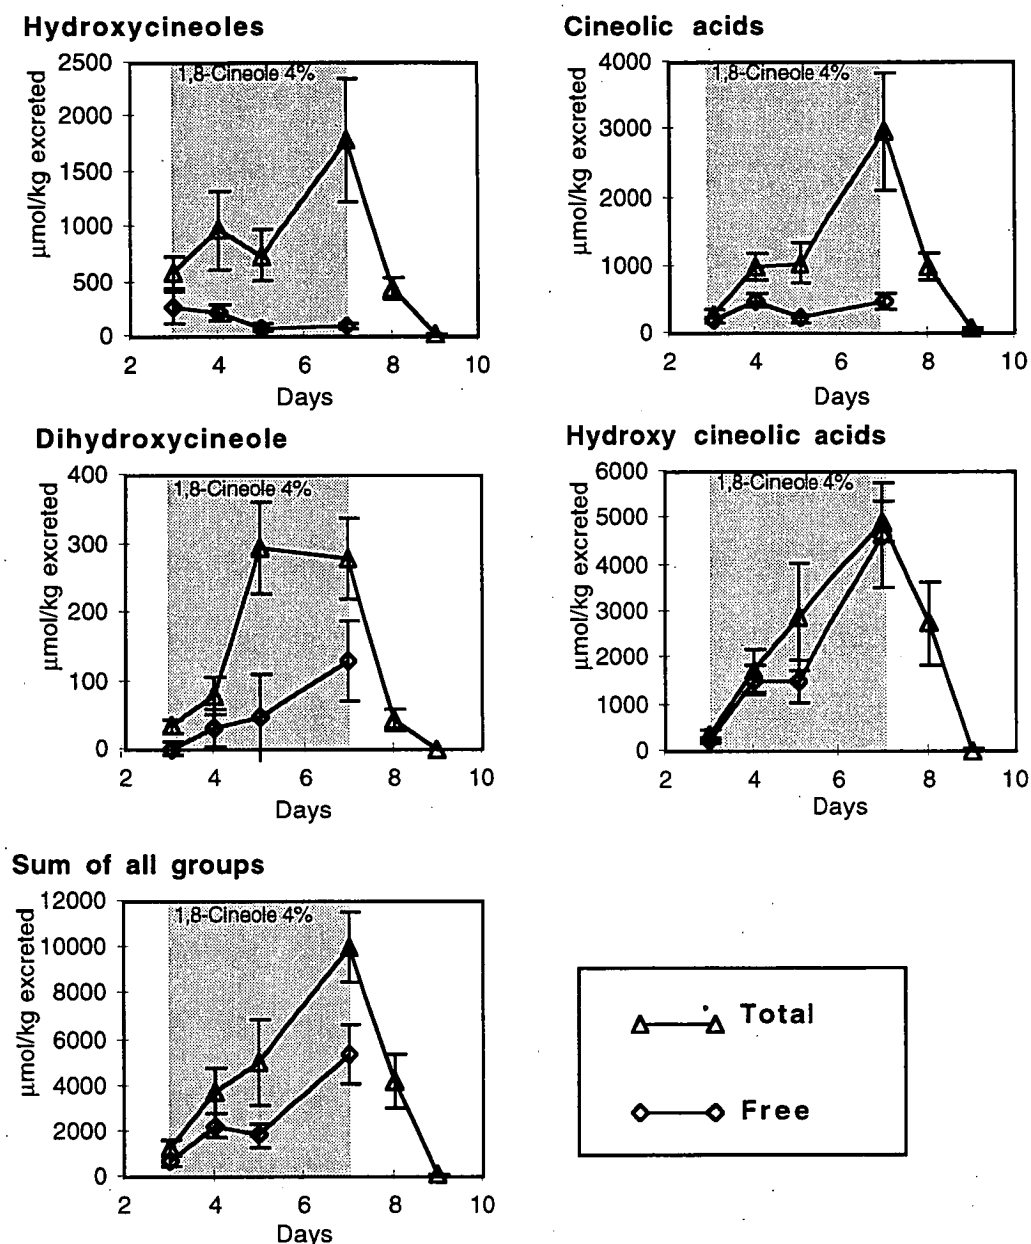 Hydroxycineoles
2500
2000
1500
1000
500
0
µmol/kg excreted
1,8-Cineole 4%
2 4 6 8 10
Days
Cineolic acids
4000
3000
2000
1000
0
µmol/kg excreted
1,8-Cineole 4%
2 4 6 8 10
Days
Dihydroxycineole
400
300
200
100
0
µmol/kg excreted
1,8-Cineole 4%
2 4 6 8 10
Days
Hydroxy cineolic acids
6000
5000
4000
3000
2000
1000
0
µmol/kg excreted
1,8-Cineole 4%
2 4 6 8 10
Days
Sum of all groups
12000
10000
8000
6000
4000
2000
0
µmol/kg excreted
1,8-Cineole 4%
2 4 6 8 10
Days
Total
Free